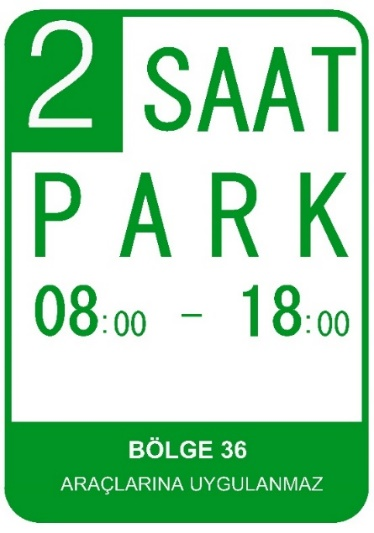 2 SAAT
PARK
08:00 - 18:00
BÖLGE 36
ARAÇLARINA UYGULANMAZ